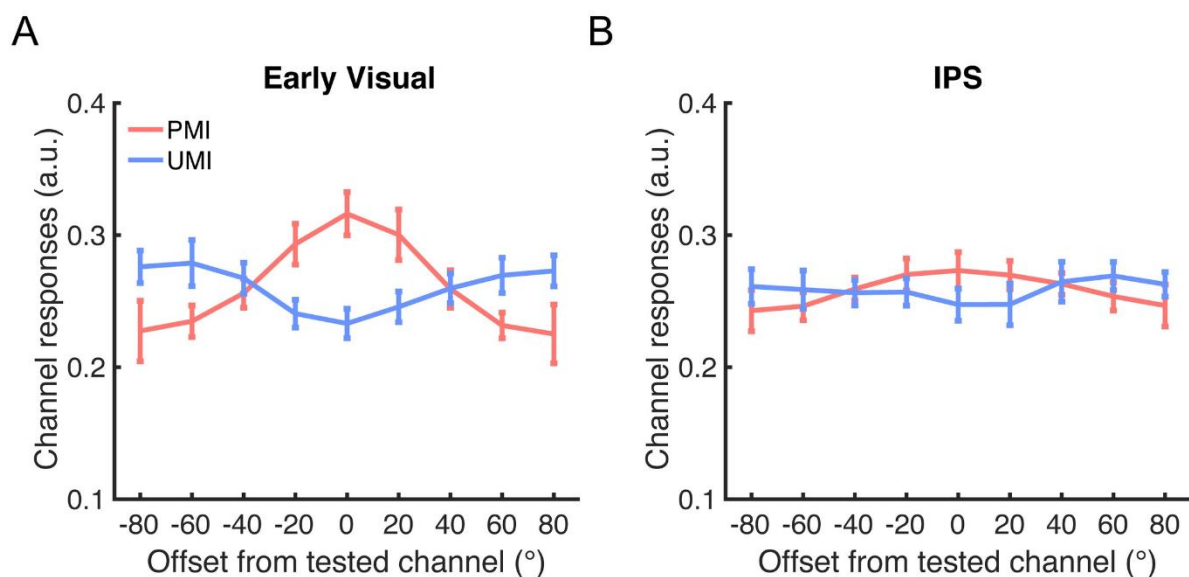 A
Early Visual
PMI
UMI
Channel responses (a.u.)
0.4
0.3
0.2
0.1
-80 -60 -40 -20 0 20 40 60 80
Offset from tested channel (°)
B
IPS
Channel responses (a.u.)
0.4
0.3
0.2
0.1
-80 -60 -40 -20 0 20 40 60 80
Offset from tested channel (°)